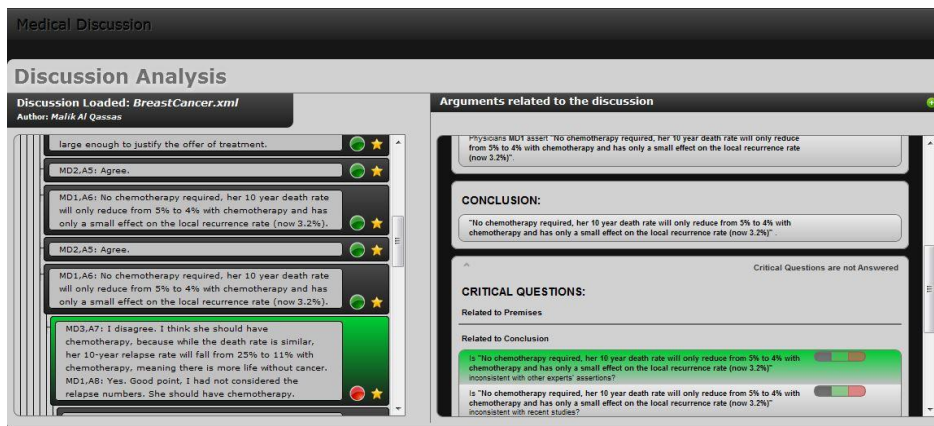 Medical Discussion
Discussion Analysis
Discussion Loaded: BreastCancer.xml
Author: Malik Al Qassas
large enough to justify the offer of treatment.
MD2,A5: Agree.
MD1,A6: No chemotherapy required, her 10 year death rate
will only reduce from 5% to 4% with chemotherapy and has
only a small effect on the local recurrence rate (now 3.2%).
MD2,A5: Agree.
MD1,A6: No chemotherapy required, her 10 year death rate
will only reduce from 5% to 4% with chemotherapy and has
only a small effect on the local recurrence rate (now 3.2%).
MD3,A7: I disagree. I think she should have
chemotherapy, because while the death rate is similar,
her 10-year relapse rate will fall from 25% to 11% with
chemotherapy, meaning there is more life without cancer.
MD1,A8: Yes. Good point, I had not considered the
relapse numbers. She should have chemotherapy.
Arguments related to the discussion
Physicians MD1 assert "No chemotherapy required, her 10 year death rate will only reduce
from 5% to 4% with chemotherapy and has only a small effect on the local recurrence rate
(now 3.2%)".
CONCLUSION:
"No chemotherapy required, her 10 year death rate will only reduce from 5% to 4% with
chemotherapy and has only a small effect on the local recurrence rate (now 3.2%)" .
Critical Questions are not Answered
CRITICAL QUESTIONS:
Related to Premises
Related to Conclusion
Is "No chemotherapy required, her 10 year death rate will only reduce from 5% to 4% with
chemotherapy and has only a small effect on the local recurrence rate (now 3.2%)"
inconsistent with other experts' assertions?
Is "No chemotherapy required, her 10 year death rate will only reduce from 5% to 4% with
chemotherapy and has only a small effect on the local recurrence rate (now 3.2%)"
inconsistent with recent studies?